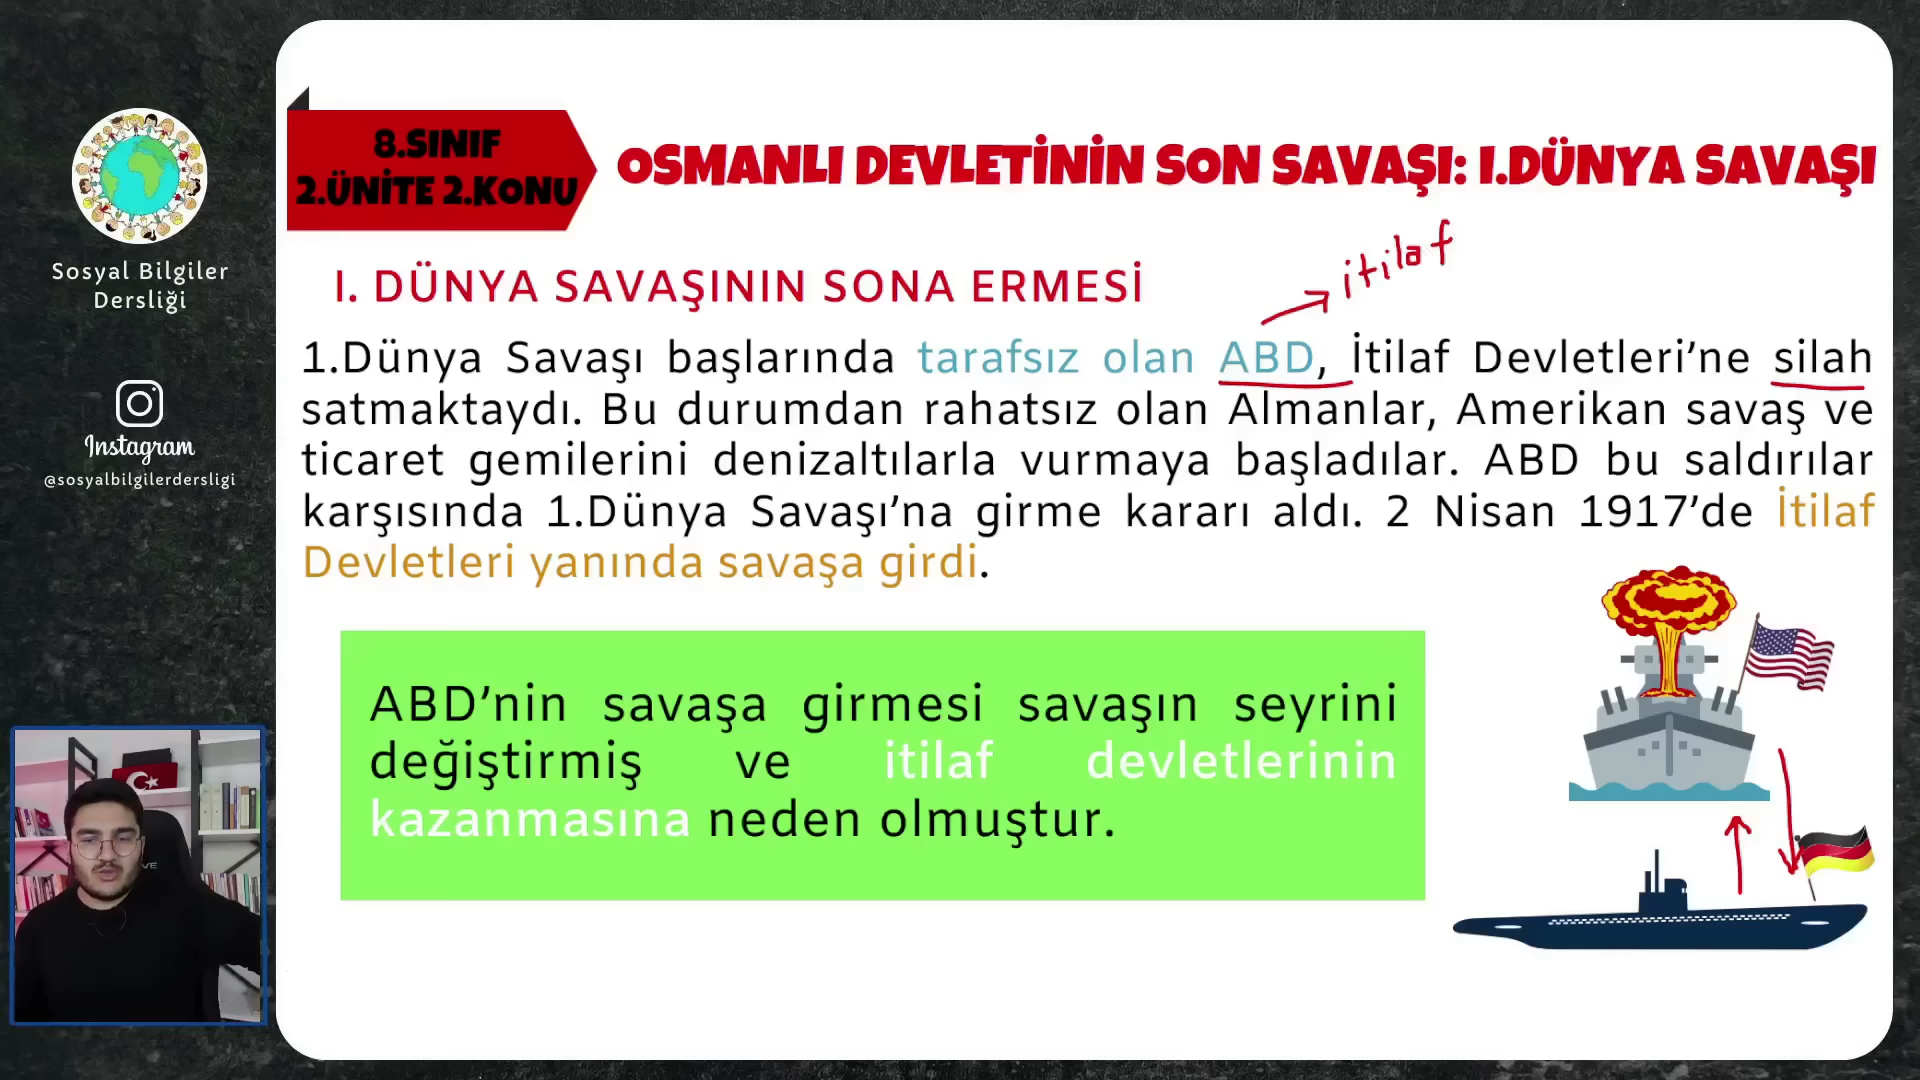 8.SINIF
2.ÜNİTE 2.KONU
OSMANLI DEVLETİNİN SON SAVAŞI: I.DÜNYA SAVAŞI
Sosyal Bilgiler
Dersliği
Instagram
@sosyalbilgilerdersligi
itilaf
I. DÜNYA SAVAŞININ SONA ERMESİ
1.Dünya Savaşı başlarında tarafsız olan ABD, İtilaf Devletleri’ne silah
satmaktaydı. Bu durumdan rahatsız olan Almanlar, Amerikan savaş ve
ticaret gemilerini denizaltılarla vurmaya başladılar. ABD bu saldırılar
karşısında 1.Dünya Savaşı’na girme kararı aldı. 2 Nisan 1917’de İtilaf
Devletleri yanında savaşa girdi.
ABD’nin savaşa girmesi savaşın seyrini
değiştirmiş ve itilaf devletlerinin
kazanmasına neden olmuştur.